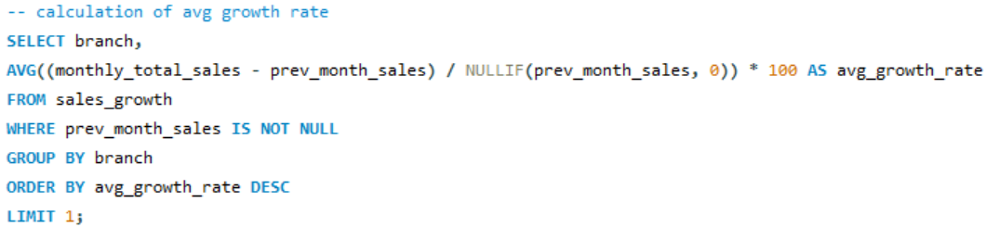 -- calculation of avg growth rate
SELECT branch,
AVG((monthly_total_sales - prev_month_sales) / NULLIF(prev_month_sales, 0)) * 100 AS avg_growth_rate
FROM sales_growth
WHERE prev_month_sales IS NOT NULL
GROUP BY branch
ORDER BY avg_growth_rate DESC
LIMIT 1;